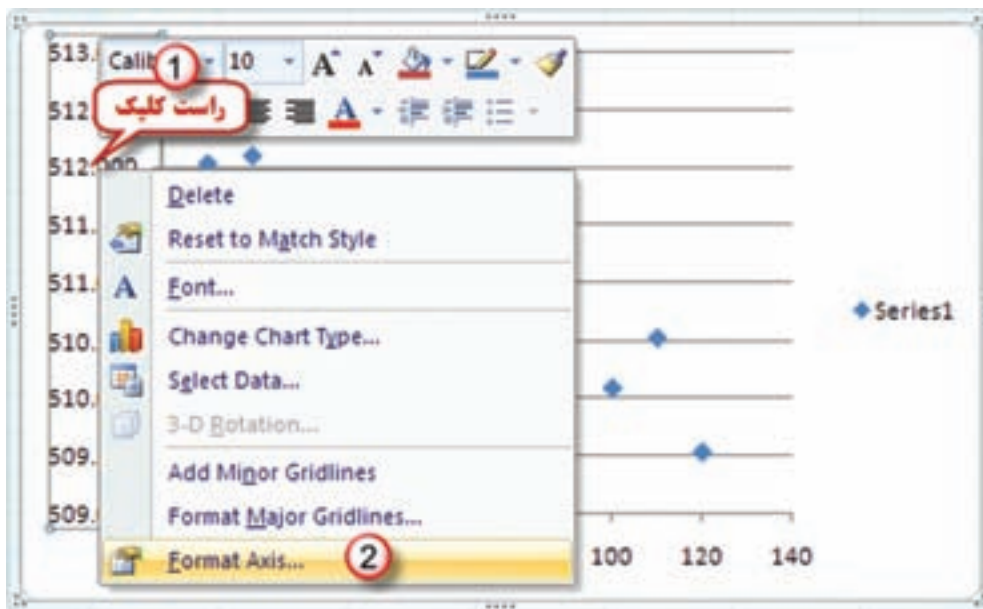 513.
Calib 1 10 A A
512
راست کلیک
A
512.000
Delete
511.
Reset to Match Style
511.
A Font...
Series1
510.
Change Chart Type...
Select Data...
510.
3-D Rotation...
509.
Add Minor Gridlines
509.
Format Major Gridlines...
Format Axis... 2
100 120 140